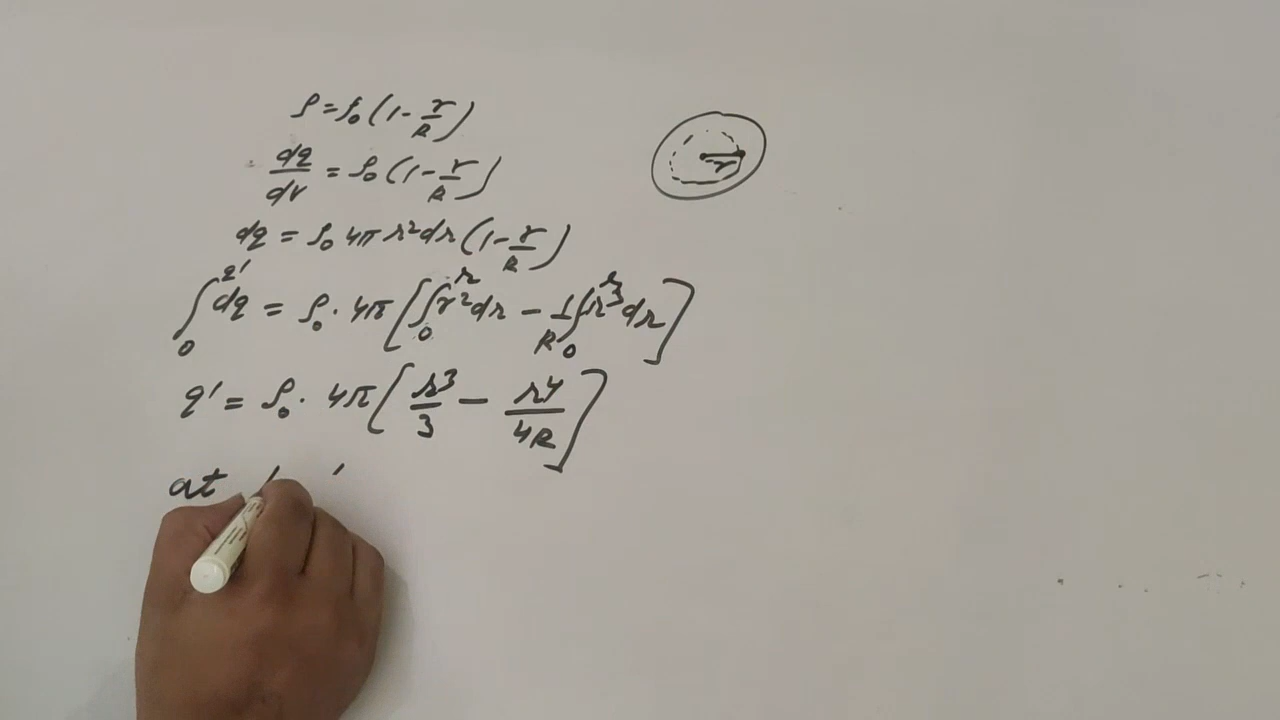 ρ = ρ₀ (1 - r/R)
dq/dv = ρ₀ (1 - r/R)
r
dq = ρ₀ 4π r² dr (1 - r/R)
∫₀^q' dq = ρ₀ · 4π [∫₀^r r² dr - 1/R ∫₀^r r³ dr]
q' = ρ₀ · 4π [r³/3 - r⁴/4R]
at